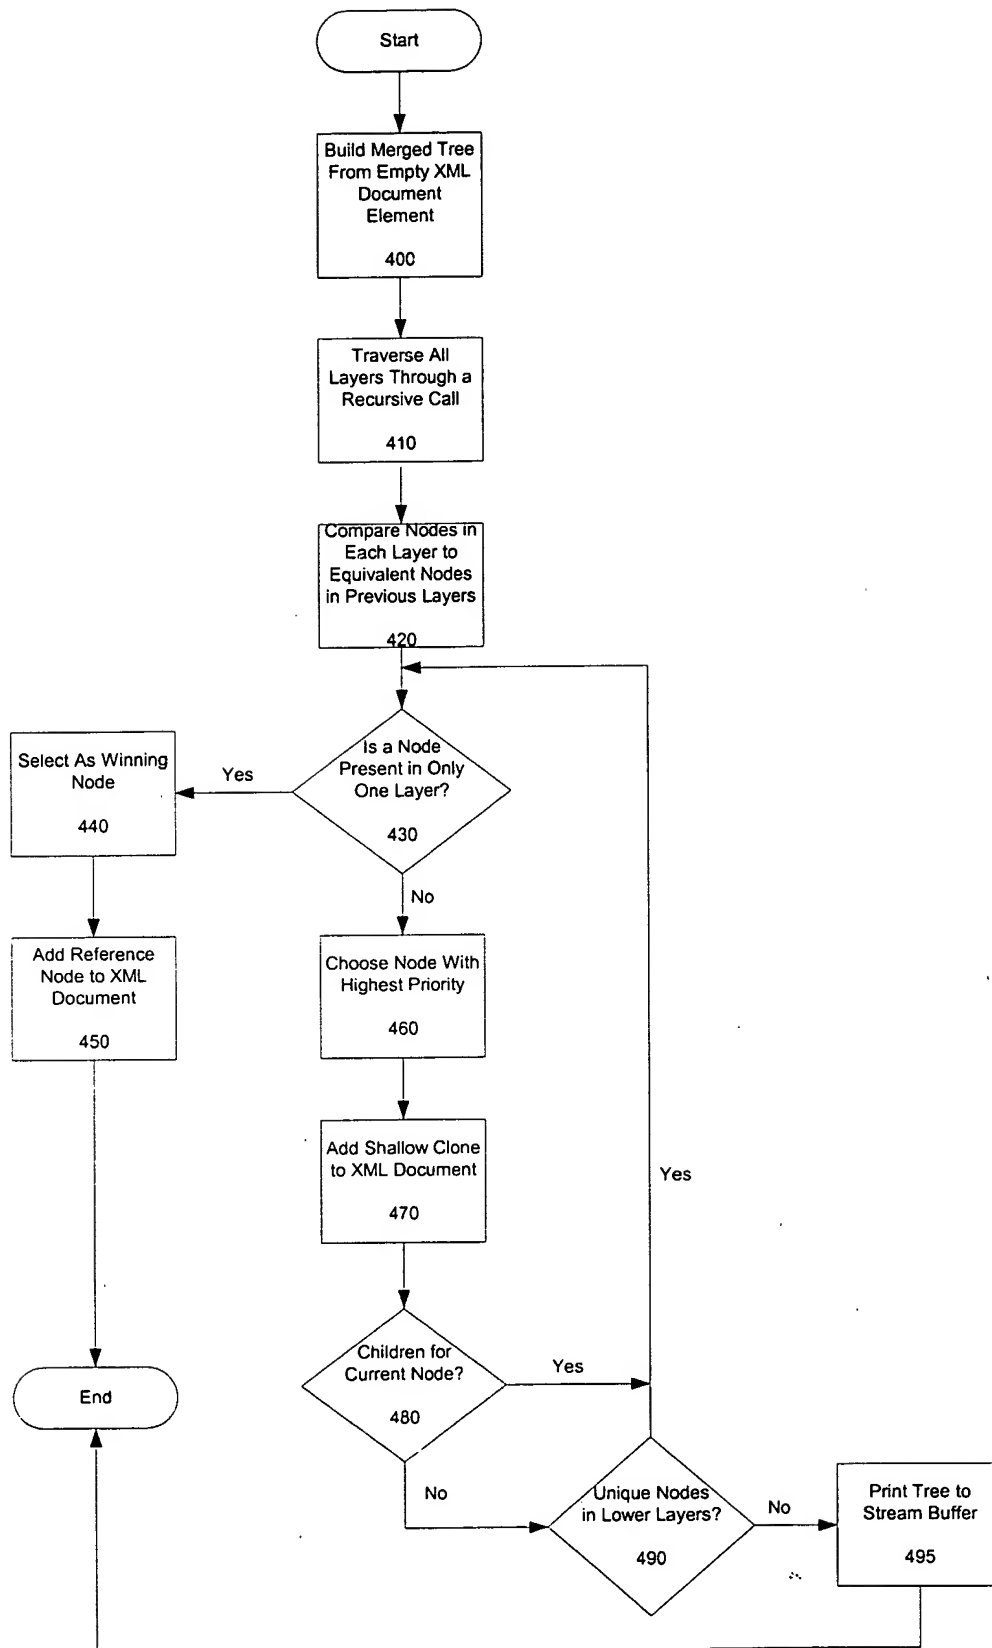 Start
Build Merged Tree
From Empty XML
Document
Element
400
Traverse All
Layers Through a
Recursive Call
410
Compare Nodes in
Each Layer to
Equivalent Nodes
in Previous Layers
420
Is a Node
Present in Only
One Layer?
430
Yes
Select As Winning
Node
440
No
Add Reference
Node to XML
Document
450
Choose Node With
Highest Priority
460
Add Shallow Clone
to XML Document
470
Yes
Children for
Current Node?
480
Yes
End
No
Unique Nodes
in Lower Layers?
490
No
Print Tree to
Stream Buffer
495